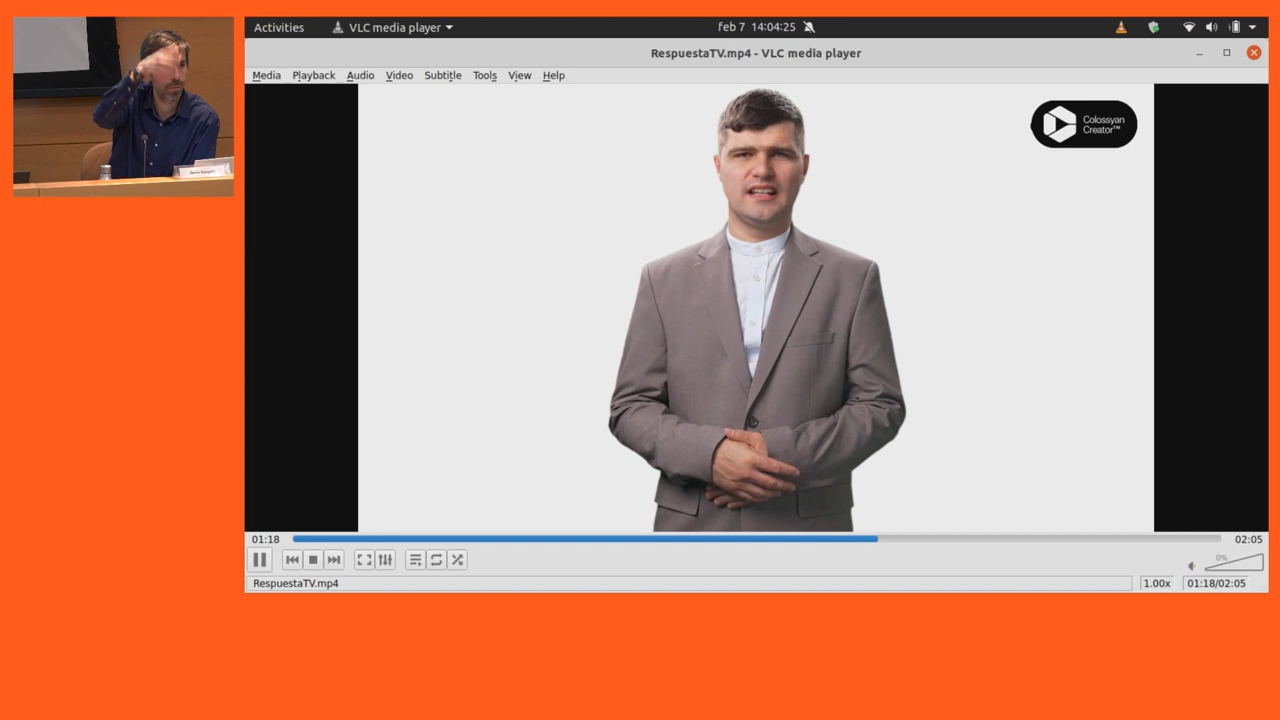 Activities VLC media player feb 7 14:04:25
RespuestaTV.mp4 - VLC media player
Media Playback Audio Video Subtitle Tools View Help
Colossyan
Creator™
01:18 02:05
0%
RespuestaTV.mp4 1.00x 01:18/02:05